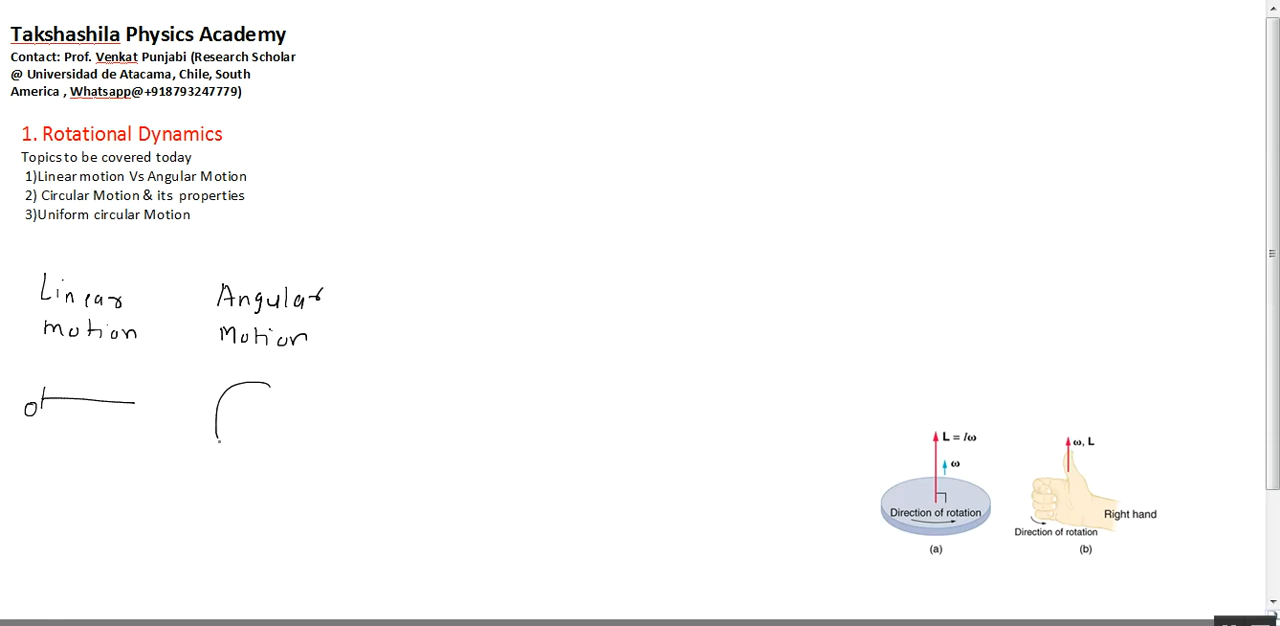 Takshashila Physics Academy
Contact: Prof. Venkat Punjabi (Research Scholar
@ Universidad de Atacama, Chile, South
America , Whatsapp@+918793247779)
1. Rotational Dynamics
Topics to be covered today
1)Linear motion Vs Angular Motion
2) Circular Motion & its properties
3)Uniform circular Motion
Linear
motion
Angular
Motion
L = Iω
ω
Direction of rotation
(a)
ω, L
Right hand
Direction of rotation
(b)